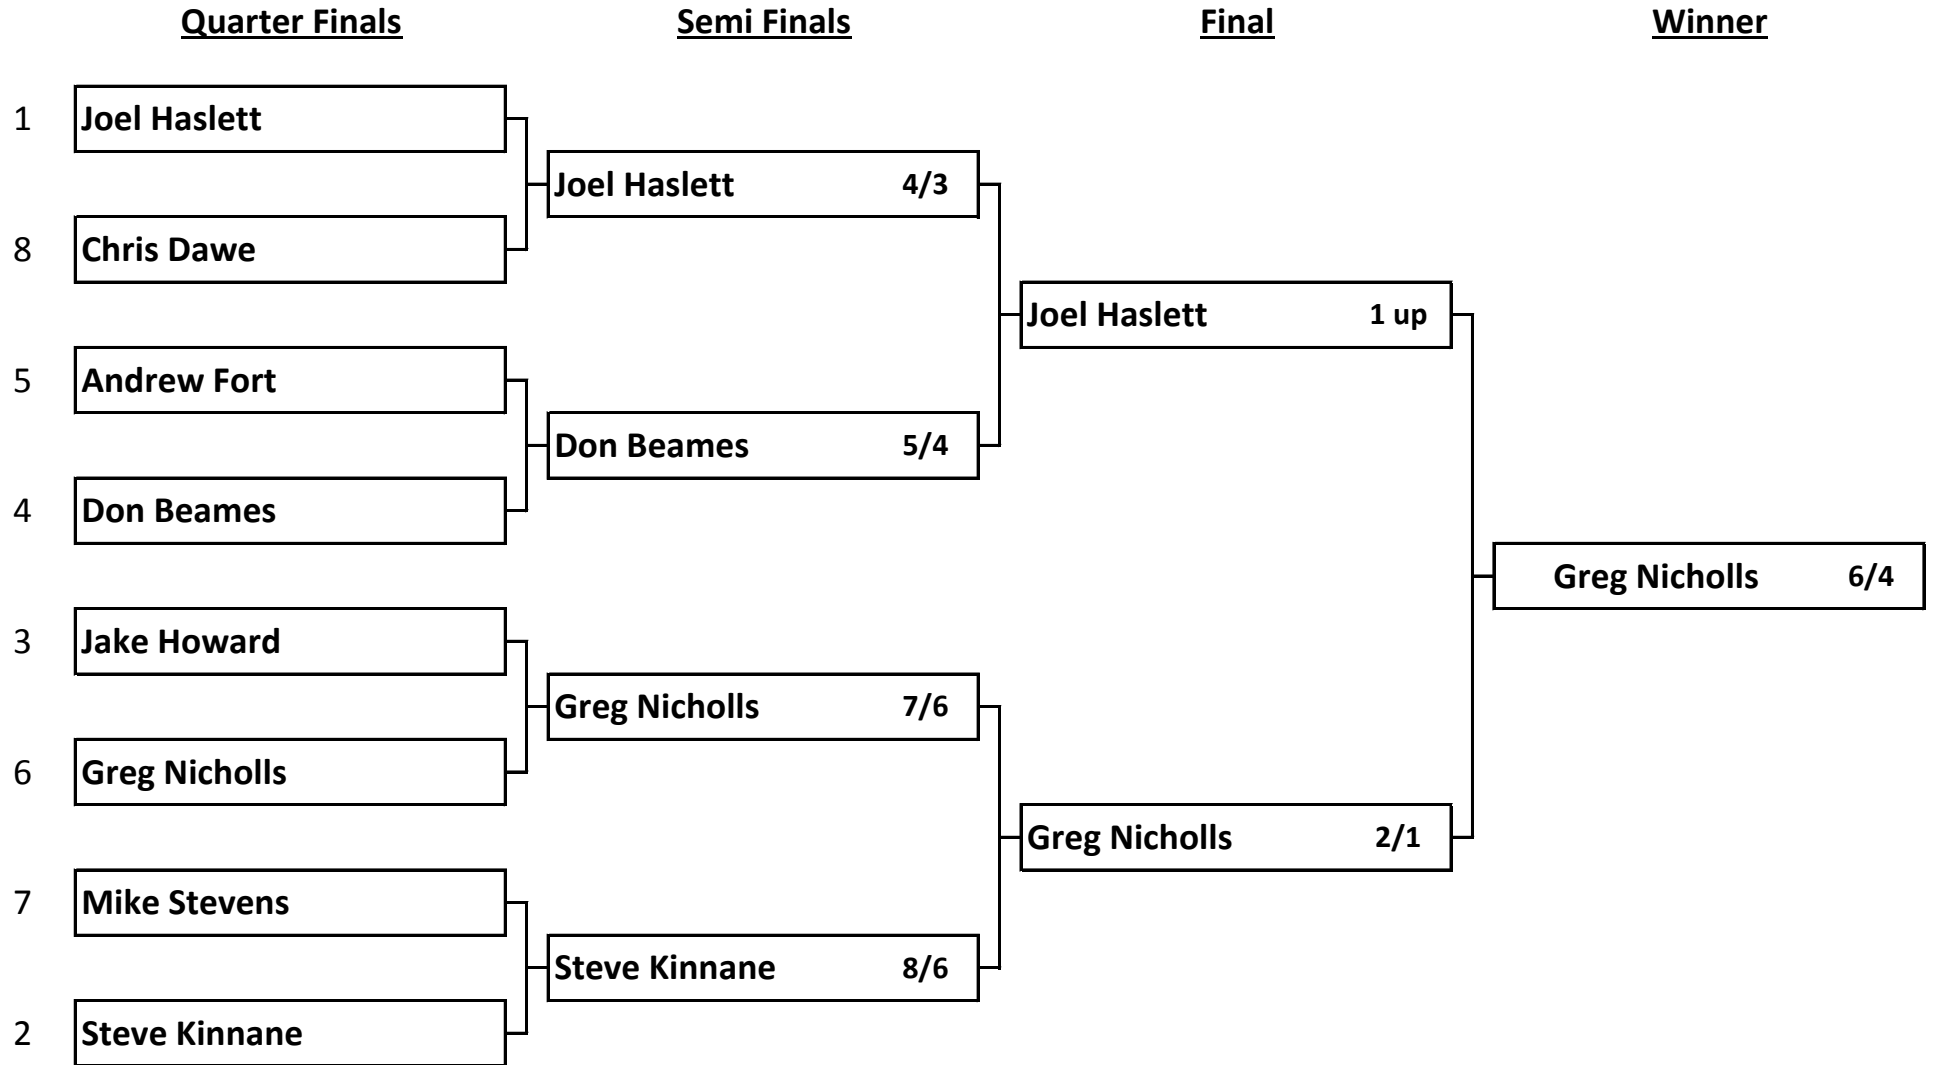 Quarter Finals Semi Finals Final Winner
1 Joel Haslett
Joel Haslett 4/3
8 Chris Dawe
Joel Haslett 1 up
5 Andrew Fort
Don Beames 5/4
4 Don Beames
Greg Nicholls 6/4
3 Jake Howard
Greg Nicholls 7/6
6 Greg Nicholls
Greg Nicholls 2/1
7 Mike Stevens
Steve Kinnane 8/6
2 Steve Kinnane